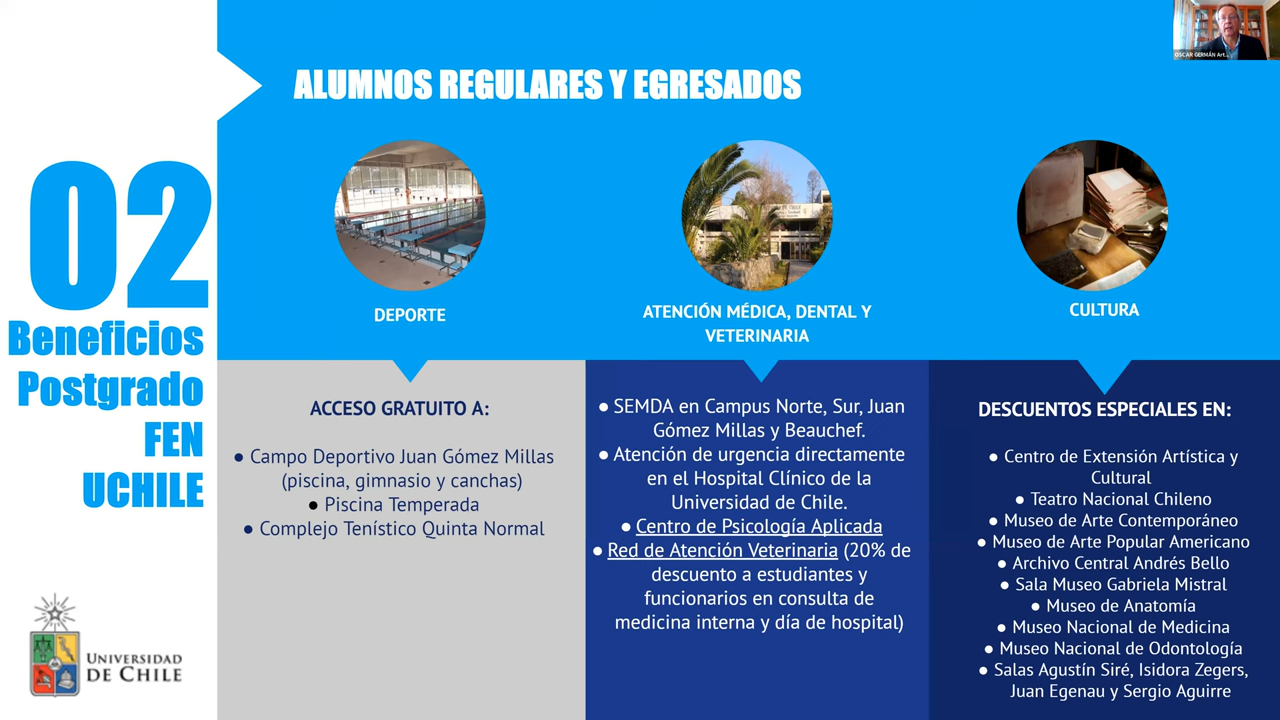 OSCAR GERMÁN Art...
ALUMNOS REGULARES Y EGRESADOS
02
Beneficios
Postgrado
FEN
UCHILE
UNIVERSIDAD
DE CHILE
DEPORTE
ACCESO GRATUITO A:
● Campo Deportivo Juan Gómez Millas
(piscina, gimnasio y canchas)
● Piscina Temperada
● Complejo Tenístico Quinta Normal
ATENCIÓN MÉDICA, DENTAL Y
VETERINARIA
● SEMDA en Campus Norte, Sur, Juan
Gómez Millas y Beauchef.
● Atención de urgencia directamente
en el Hospital Clínico de la
Universidad de Chile.
● Centro de Psicología Aplicada
● Red de Atención Veterinaria (20% de
descuento a estudiantes y
funcionarios en consulta de
medicina interna y día de hospital)
CULTURA
DESCUENTOS ESPECIALES EN:
● Centro de Extensión Artística y
Cultural
● Teatro Nacional Chileno
● Museo de Arte Contemporáneo
● Museo de Arte Popular Americano
● Archivo Central Andrés Bello
● Sala Museo Gabriela Mistral
● Museo de Anatomía
● Museo Nacional de Medicina
● Museo Nacional de Odontología
● Salas Agustín Siré, Isidora Zegers,
Juan Egenau y Sergio Aguirre